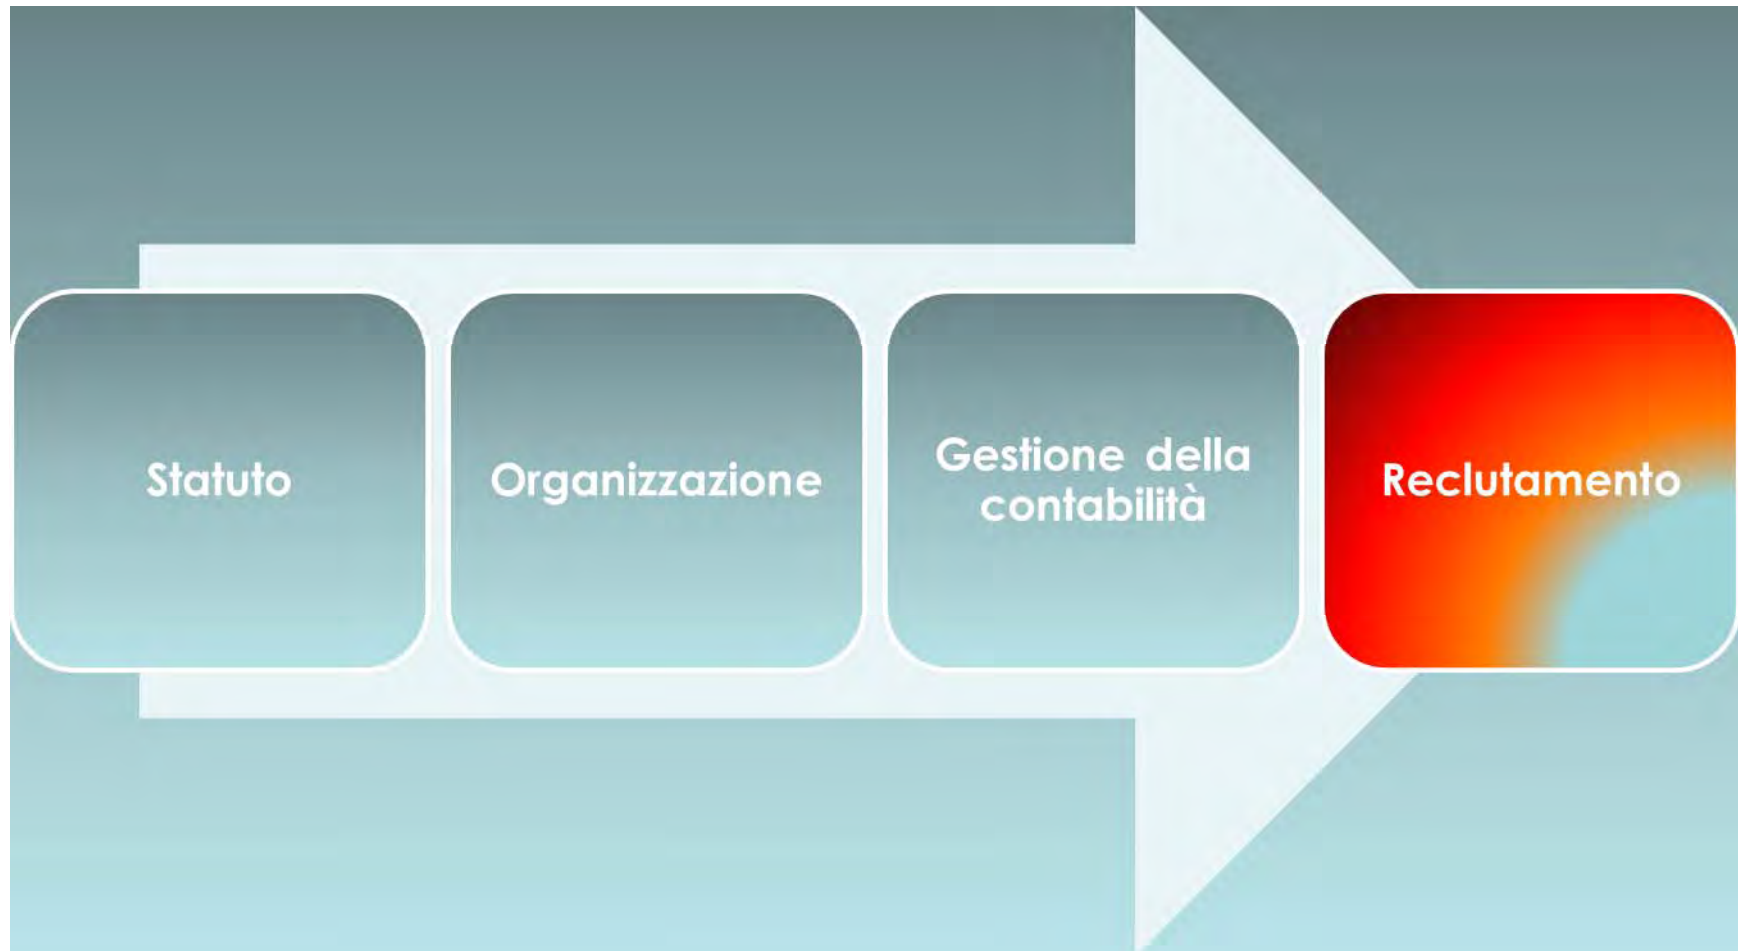 Statuto
Organizzazione
Gestione della
contabilità
Reclutamento